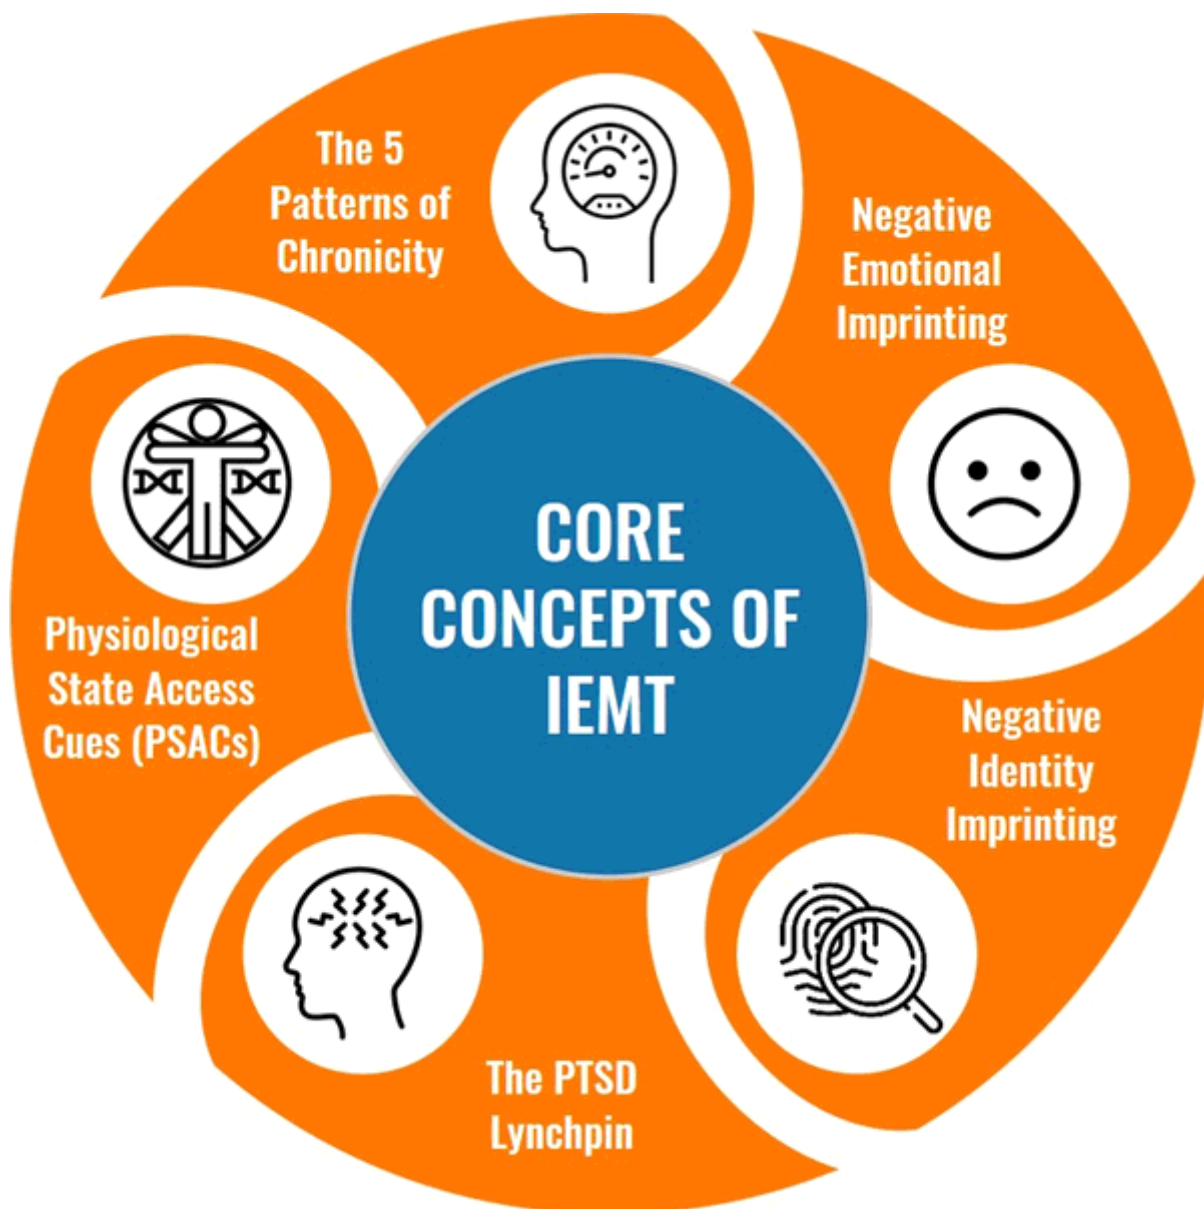 The 5
Patterns of
Chronicity
Negative
Emotional
Imprinting
CORE
CONCEPTS OF
IEMT
Physiological
State Access
Cues (PSACs)
Negative
Identity
Imprinting
The PTSD
Lynchpin